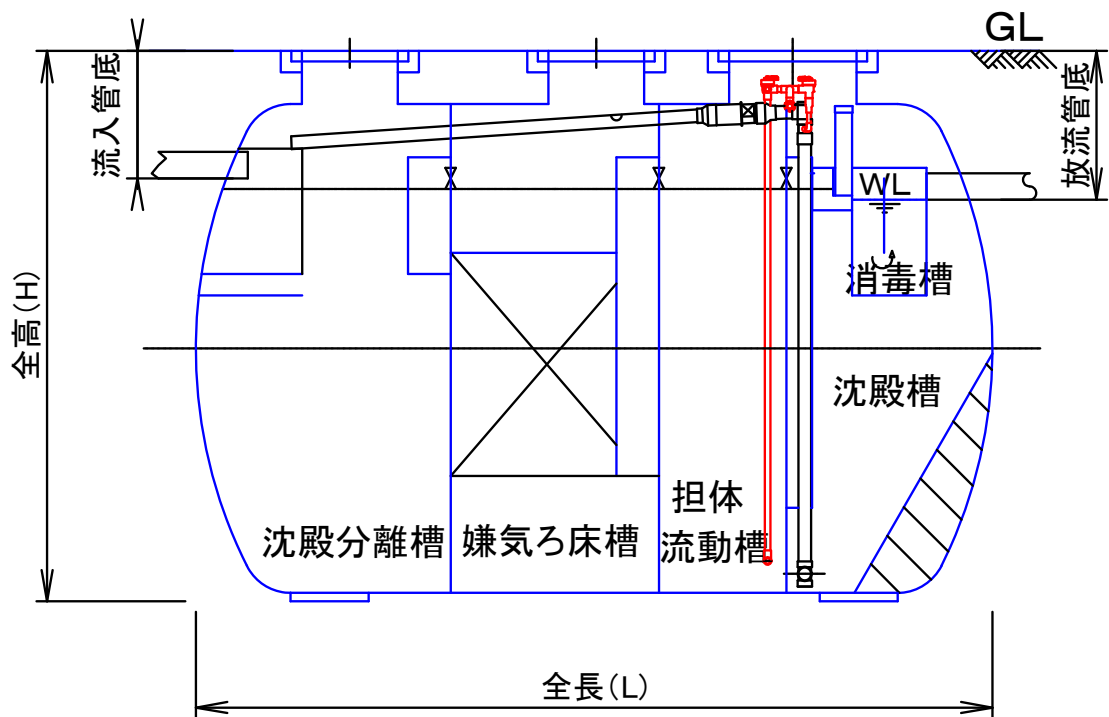 GL
流入管底
放流管底
全高(H)
WL
消毒槽
沈殿槽
担体
流動槽
沈殿分離槽
嫌気ろ床槽
全長(L)